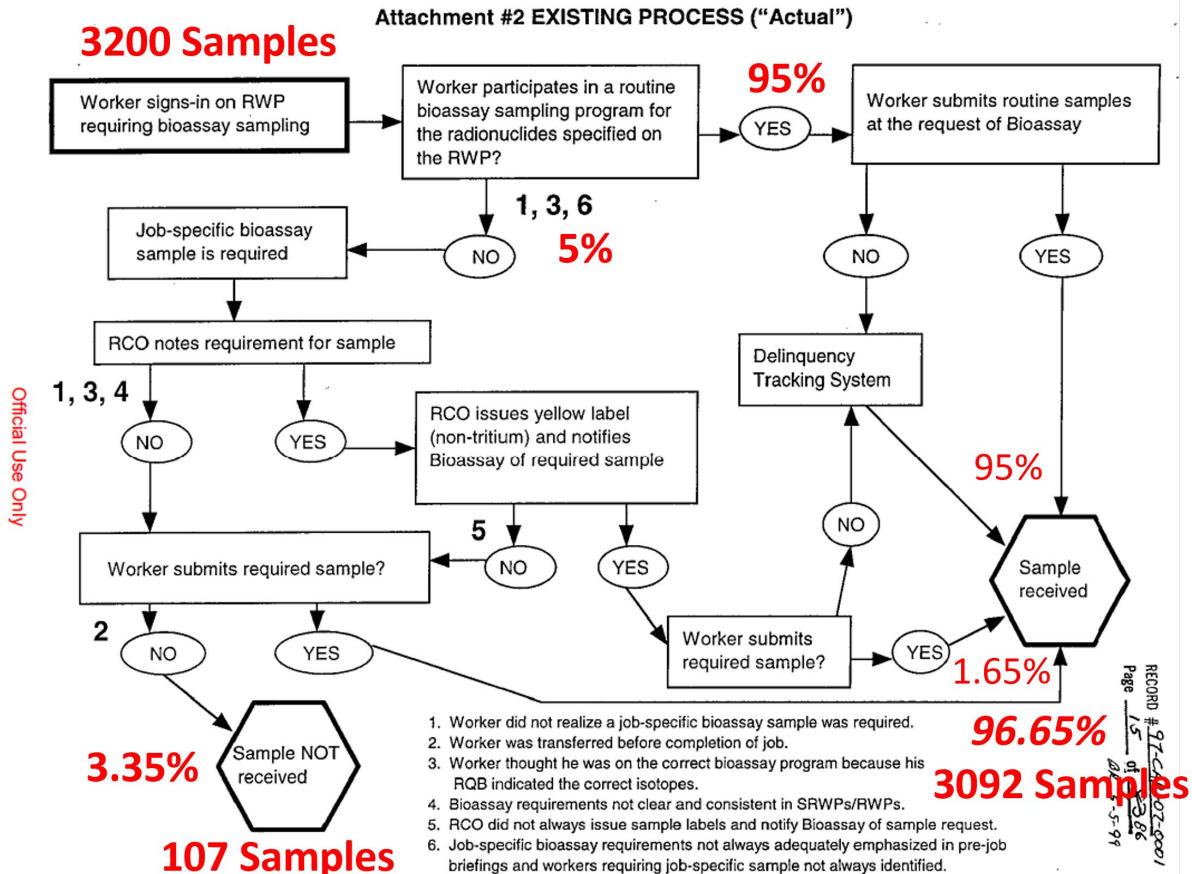 Attachment #2 EXISTING PROCESS ("Actual")
3200 Samples
Worker signs-in on RWP
requiring bioassay sampling
Worker participates in a routine
bioassay sampling program for
the radionuclides specified on
the RWP?
95%
YES
Worker submits routine samples
at the request of Bioassay
1, 3, 6
NO
5%
Job-specific bioassay
sample is required
NO
YES
RCO notes requirement for sample
Delinquency
Tracking System
1, 3, 4
NO
YES
RCO issues yellow label
(non-tritium) and notifies
Bioassay of required sample
95%
Official Use Only
5
NO
YES
NO
Worker submits required sample?
Sample
received
2
NO
YES
Worker submits
required sample?
YES
1.65%
96.65%
3092 Samples
Sample NOT
received
3.35%
107 Samples
1. Worker did not realize a job-specific bioassay sample was required.
2. Worker was transferred before completion of job.
3. Worker thought he was on the correct bioassay program because his
RQB indicated the correct isotopes.
4. Bioassay requirements not clear and consistent in SRWPs/RWPs.
5. RCO did not always issue sample labels and notify Bioassay of sample request.
6. Job-specific bioassay requirements not always adequately emphasized in pre-job
briefings and workers requiring job-specific sample not always identified.
RECORD #
Page 15 of
5-5-99